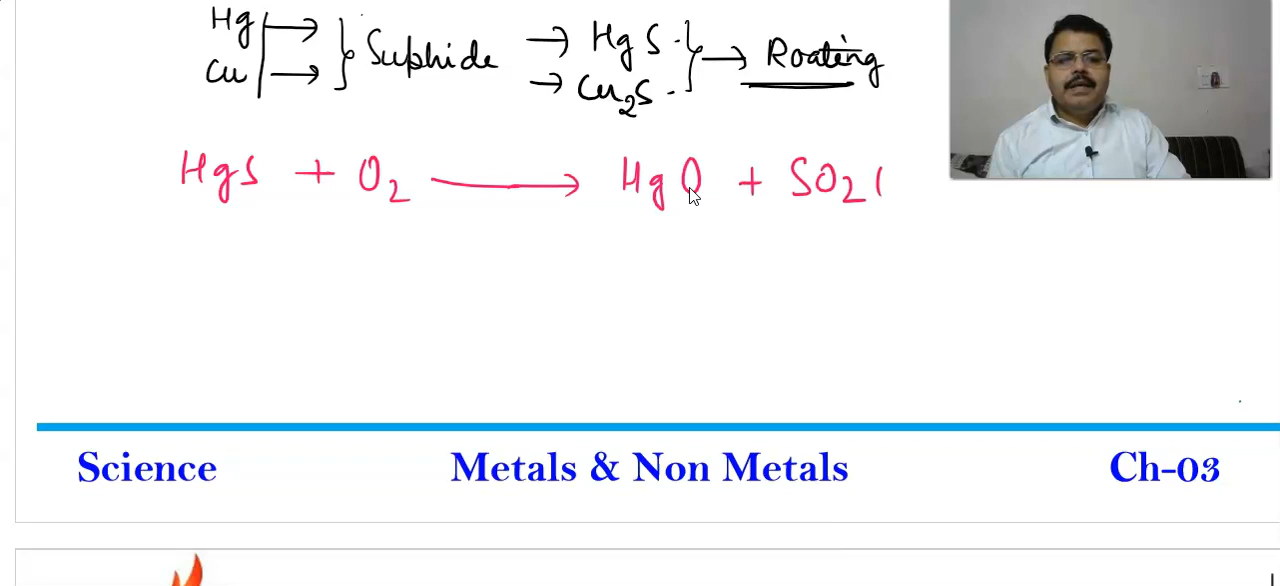 Hg → } Suphide → HgS } → Roating
Cu → → Cu2S
HgS + O2 → HgO + SO2 (
Science Metals & Non Metals Ch-03